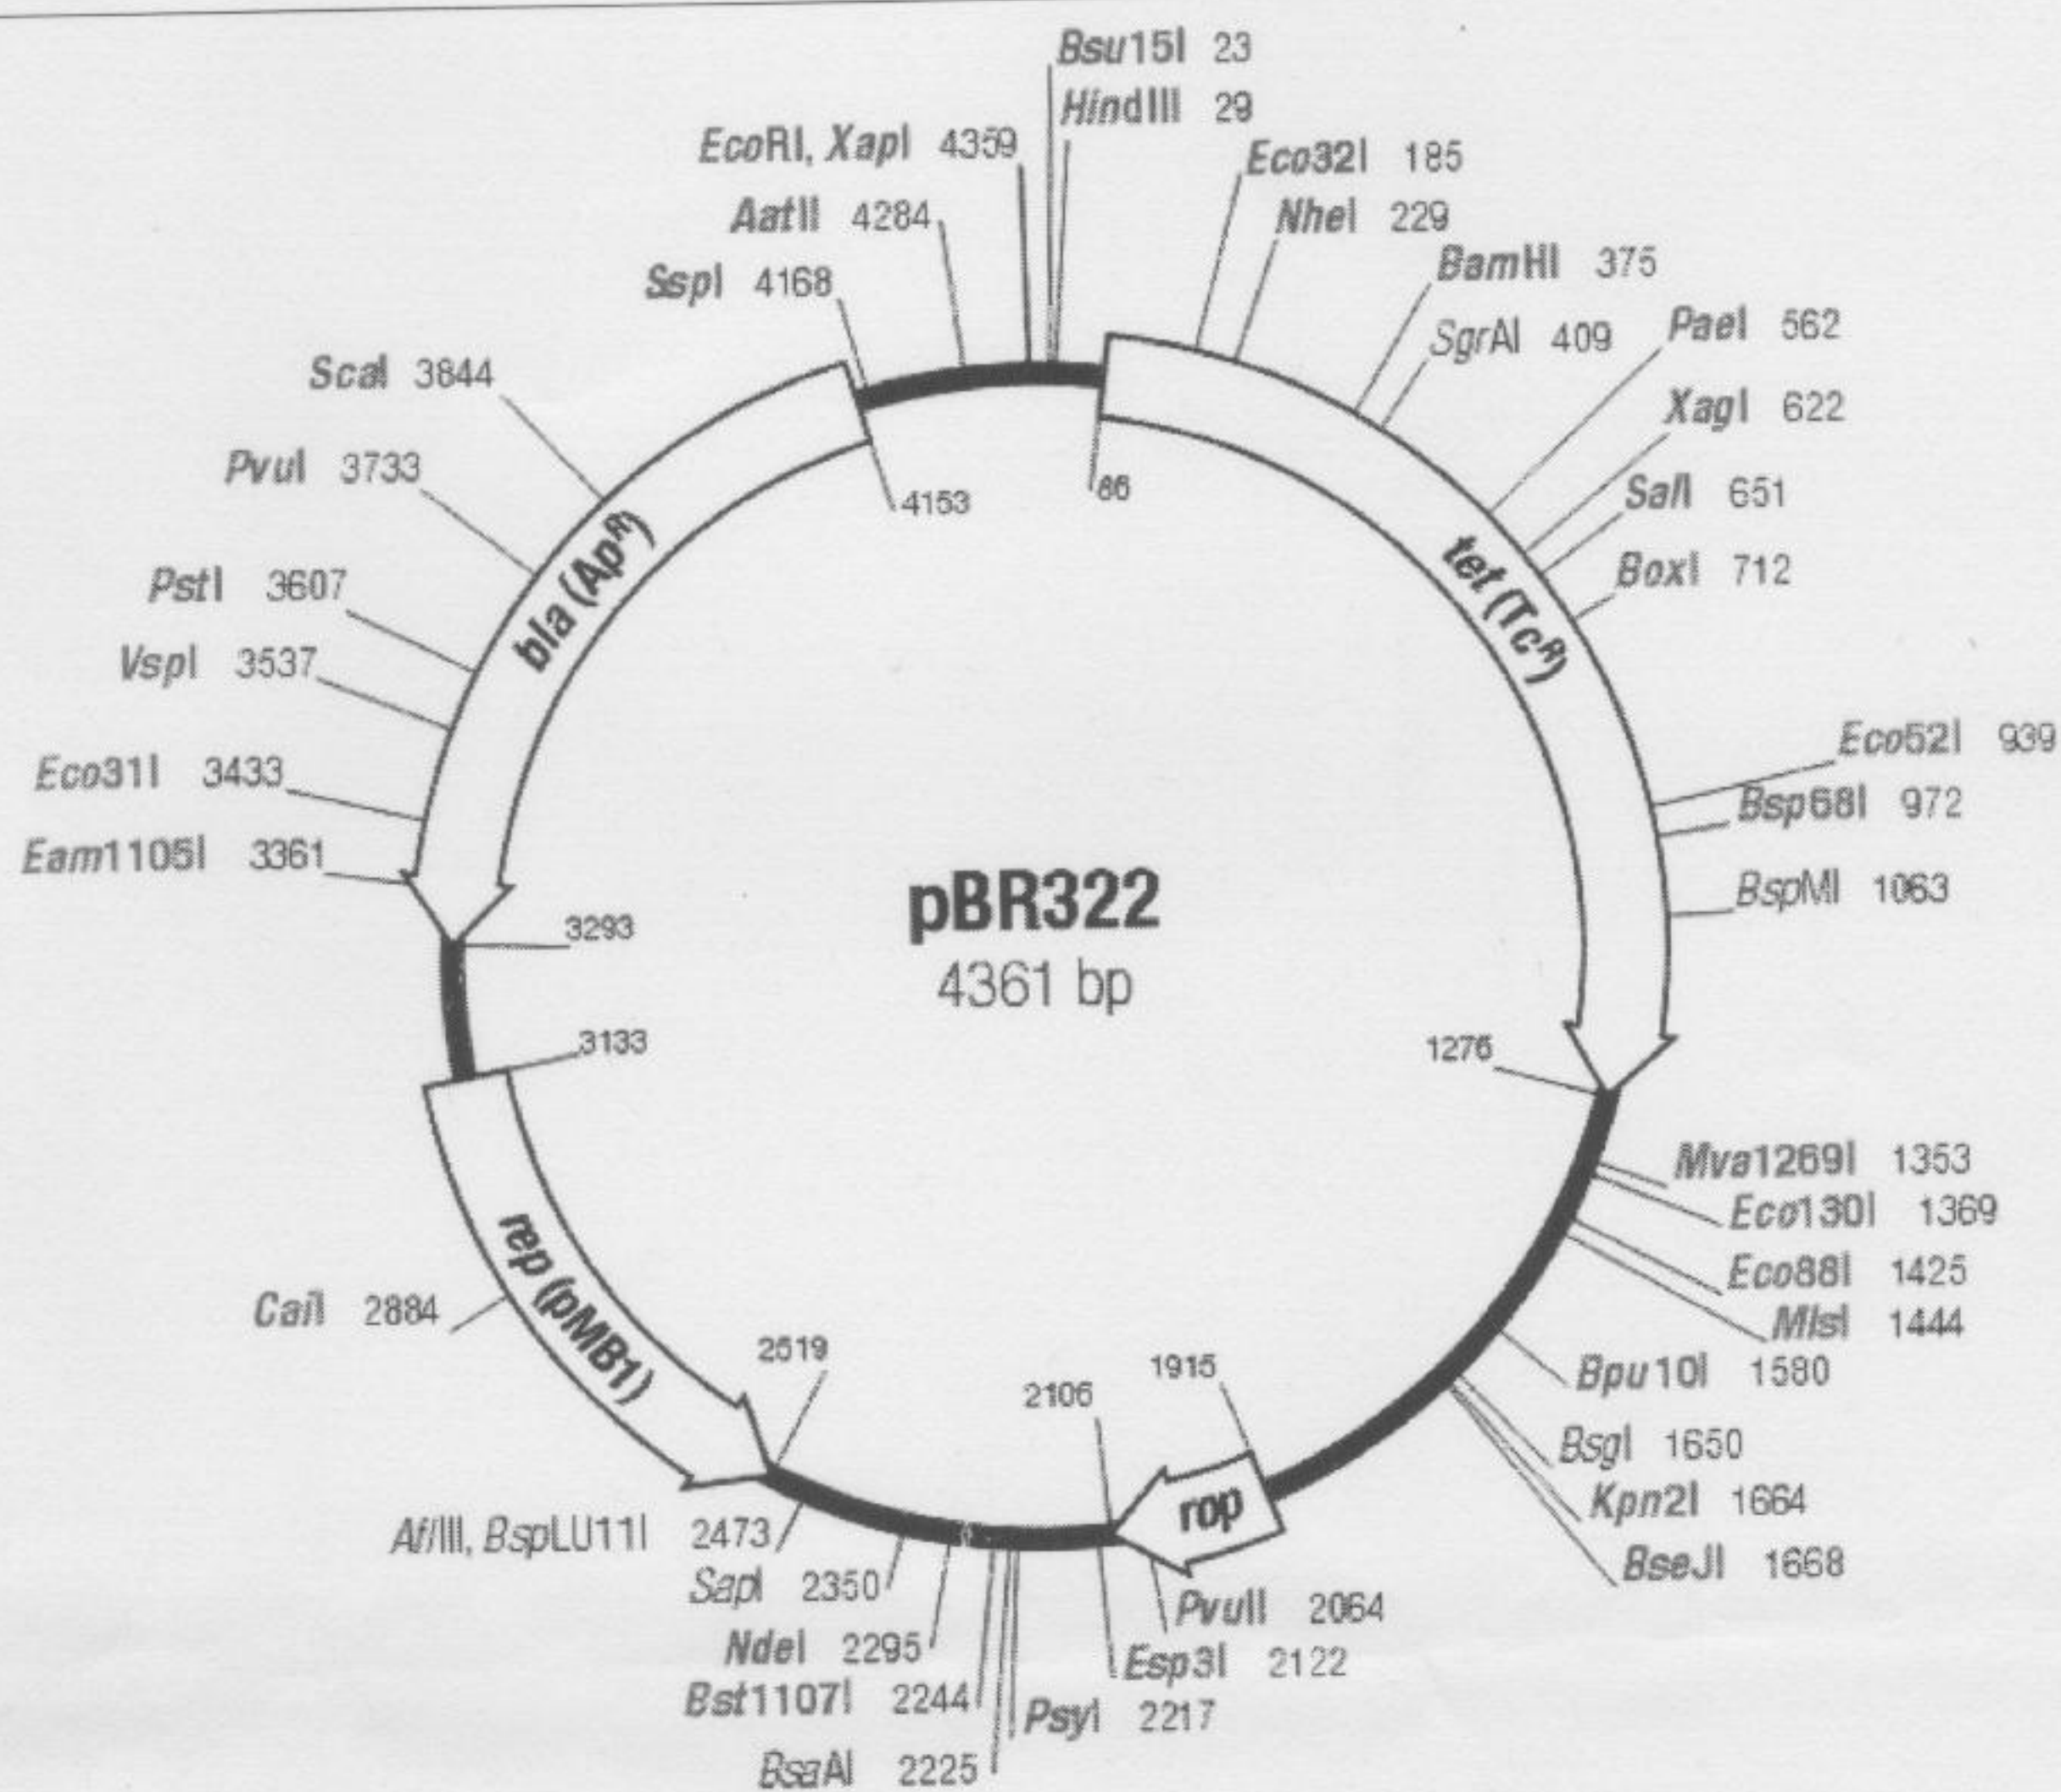 Bsu15I 23
HindIII 29
EcoRI, XapI 4359
Eco32I 185
AatII 4284
NheI 229
SspI 4168
BamHI 375
SgrAI 409
PaeI 562
ScaI 3844
XagI 622
PvuI 3733
SalI 651
4153
86
BoxI 712
PstI 3607
bla (Apᴿ)
tet (Tcᴿ)
VspI 3537
Eco52I 939
Eco31I 3433
Bsp68I 972
Eam1105I 3361
BspMI 1063
pBR322
4361 bp
3293
3133
1276
Mva1269I 1353
Eco130I 1369
Eco88I 1425
MlsI 1444
CaiI 2884
rep (pMB1)
2519
2106
1915
Bpu10I 1580
BsgI 1650
Kpn2I 1664
rop
BseJI 1668
AflIII, BspLU11I 2473
SapI 2350
PvuII 2064
NdeI 2295
Esp3I 2122
Bst1107I 2244
PsyI 2217
BsaAI 2225